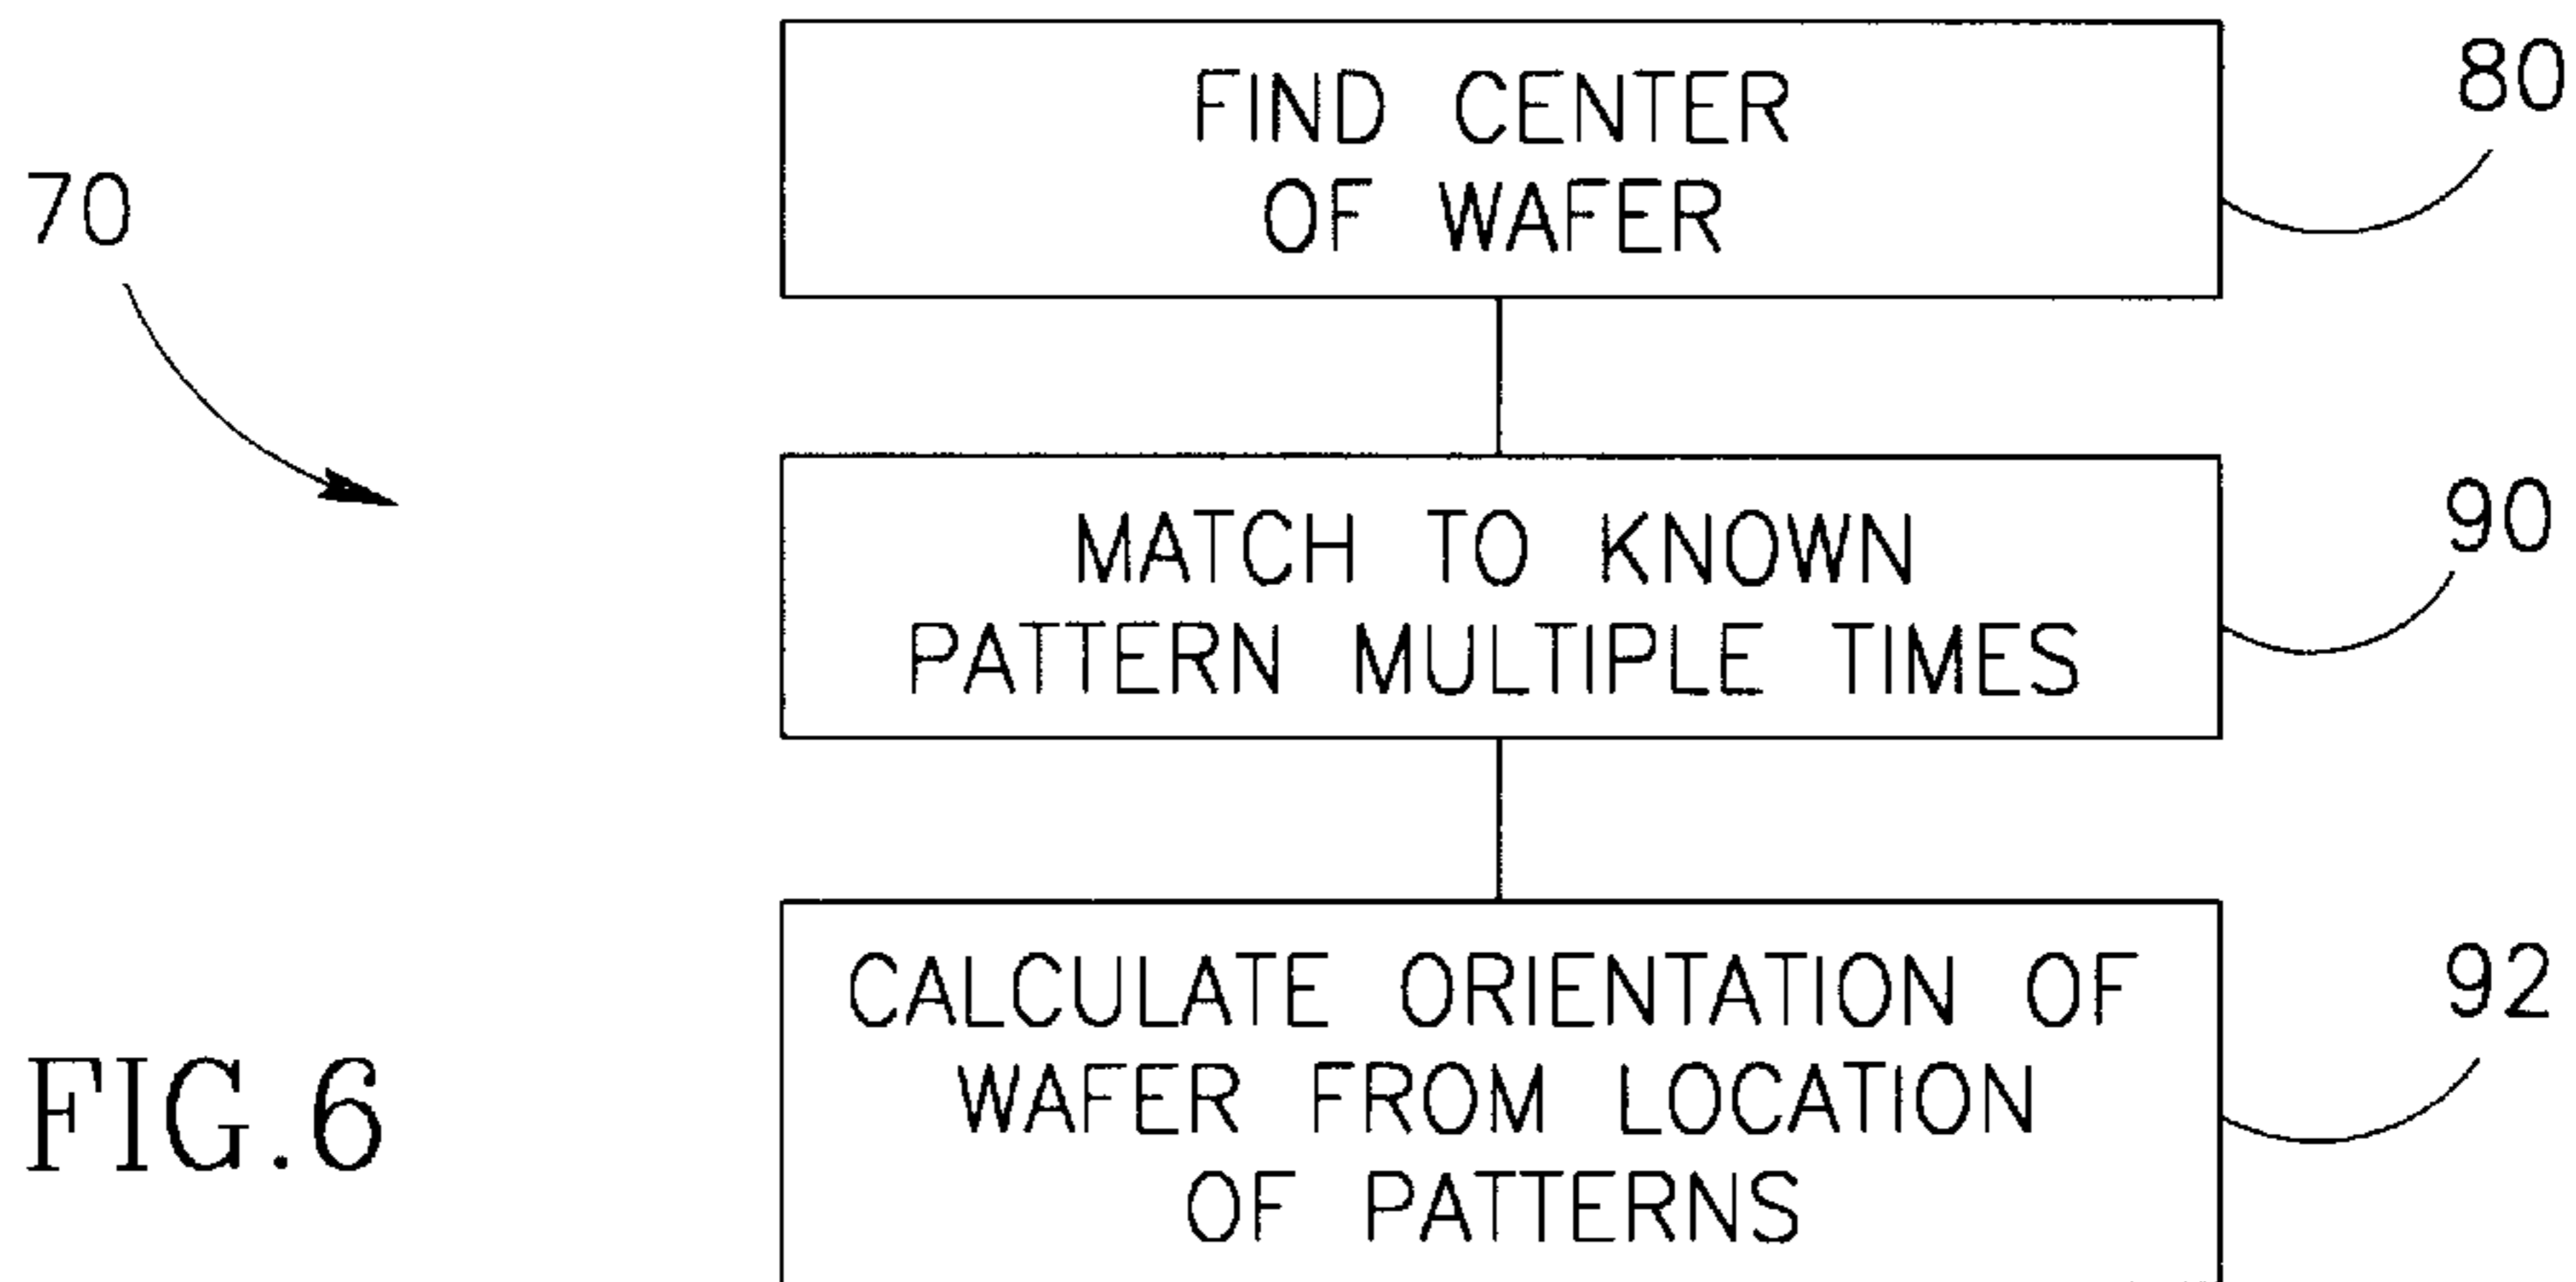 FIND CENTER
OF WAFER
80
70
MATCH TO KNOWN
PATTERN MULTIPLE TIMES
90
CALCULATE ORIENTATION OF
WAFER FROM LOCATION
OF PATTERNS
92
FIG.6